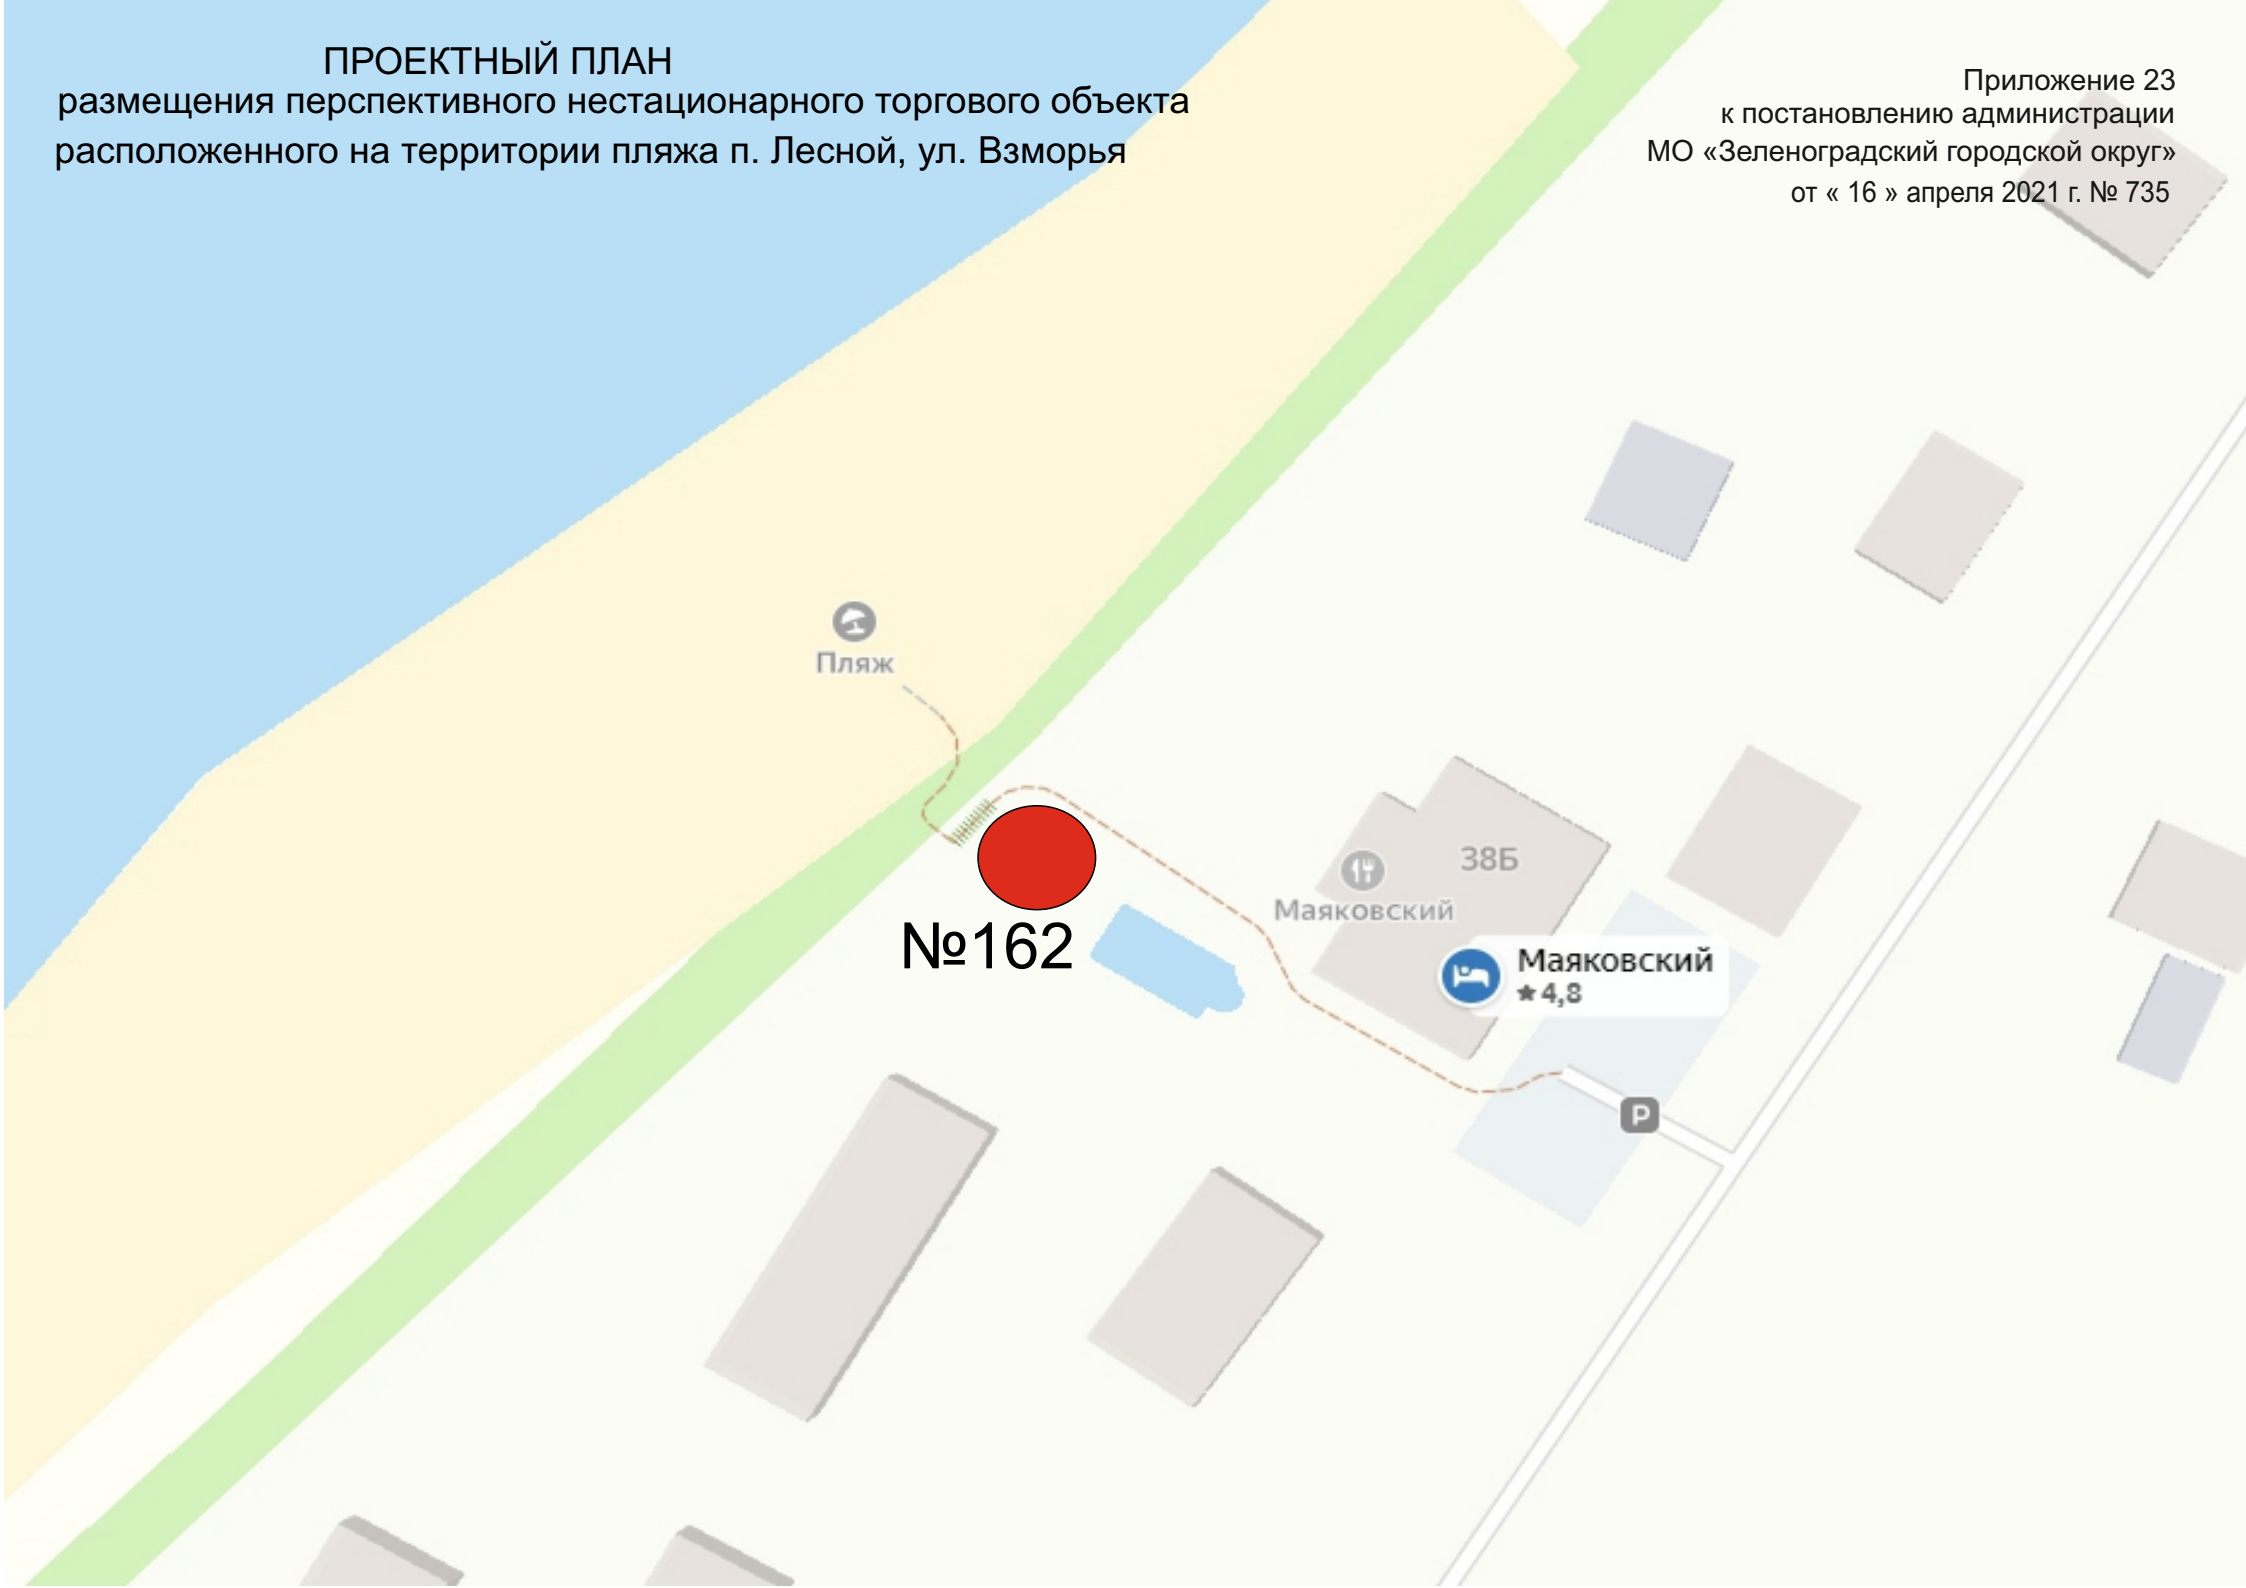 ПРОЕКТНЫЙ ПЛАН
размещения перспективного нестационарного торгового объекта
расположенного на территории пляжа п. Лесной, ул. Взморья
Приложение 23
к постановлению администрации
МО «Зеленоградский городской округ»
от « 16 » апреля 2021 г. № 735
Пляж
38Б
Маяковский
№162
Маяковский
★4,8
P